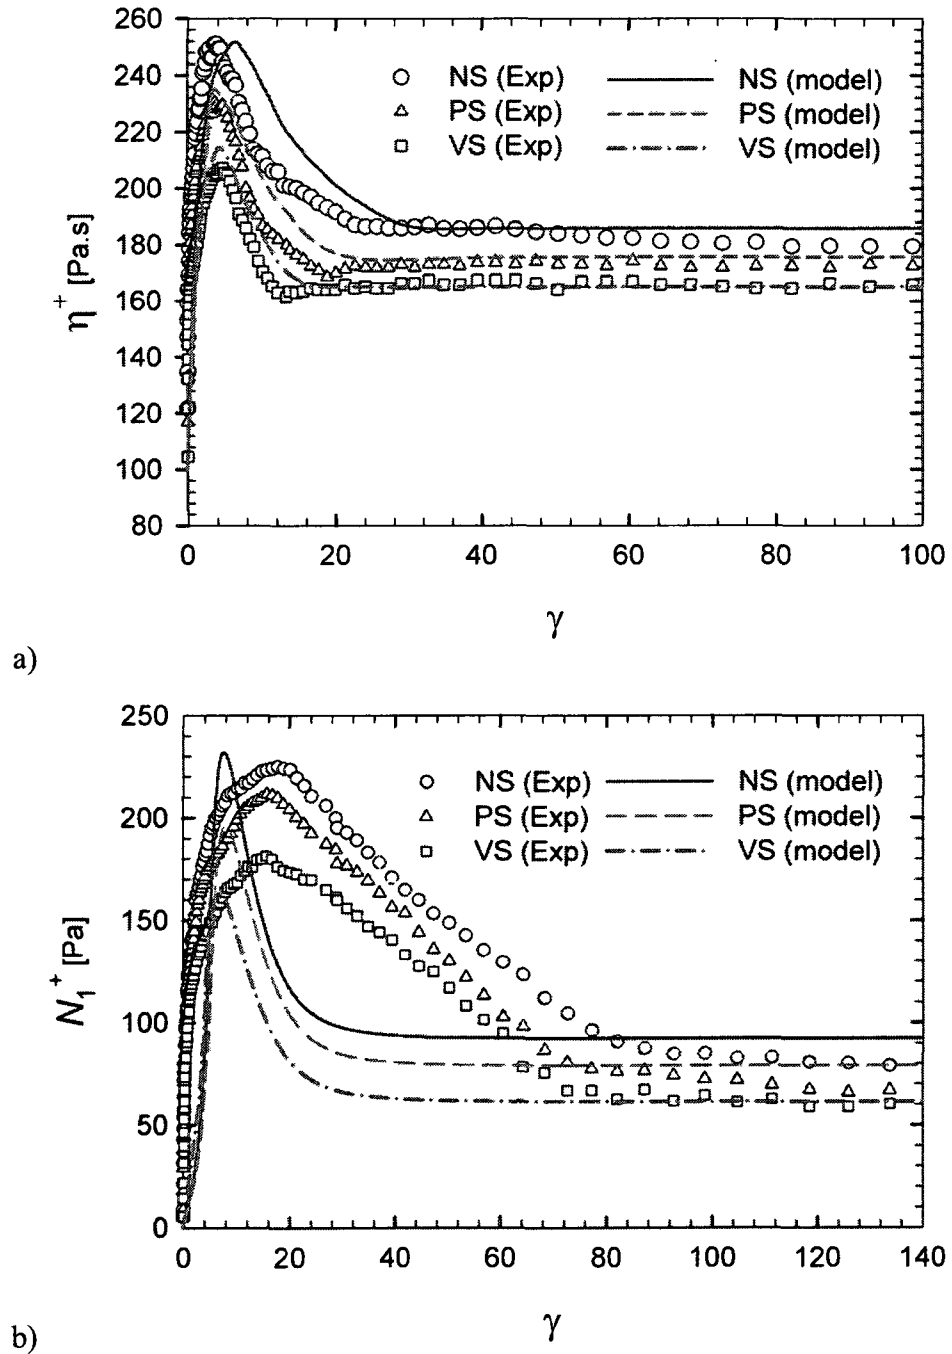 260
240
220
200
180
160
140
120
100
80
η⁺ [Pa.s]
NS (Exp) NS (model)
PS (Exp) PS (model)
VS (Exp) VS (model)
0 20 40 60 80 100
γ
a)
250
200
150
100
50
0
N₁⁺ [Pa]
NS (Exp) NS (model)
PS (Exp) PS (model)
VS (Exp) VS (model)
0 20 40 60 80 100 120 140
γ
b)